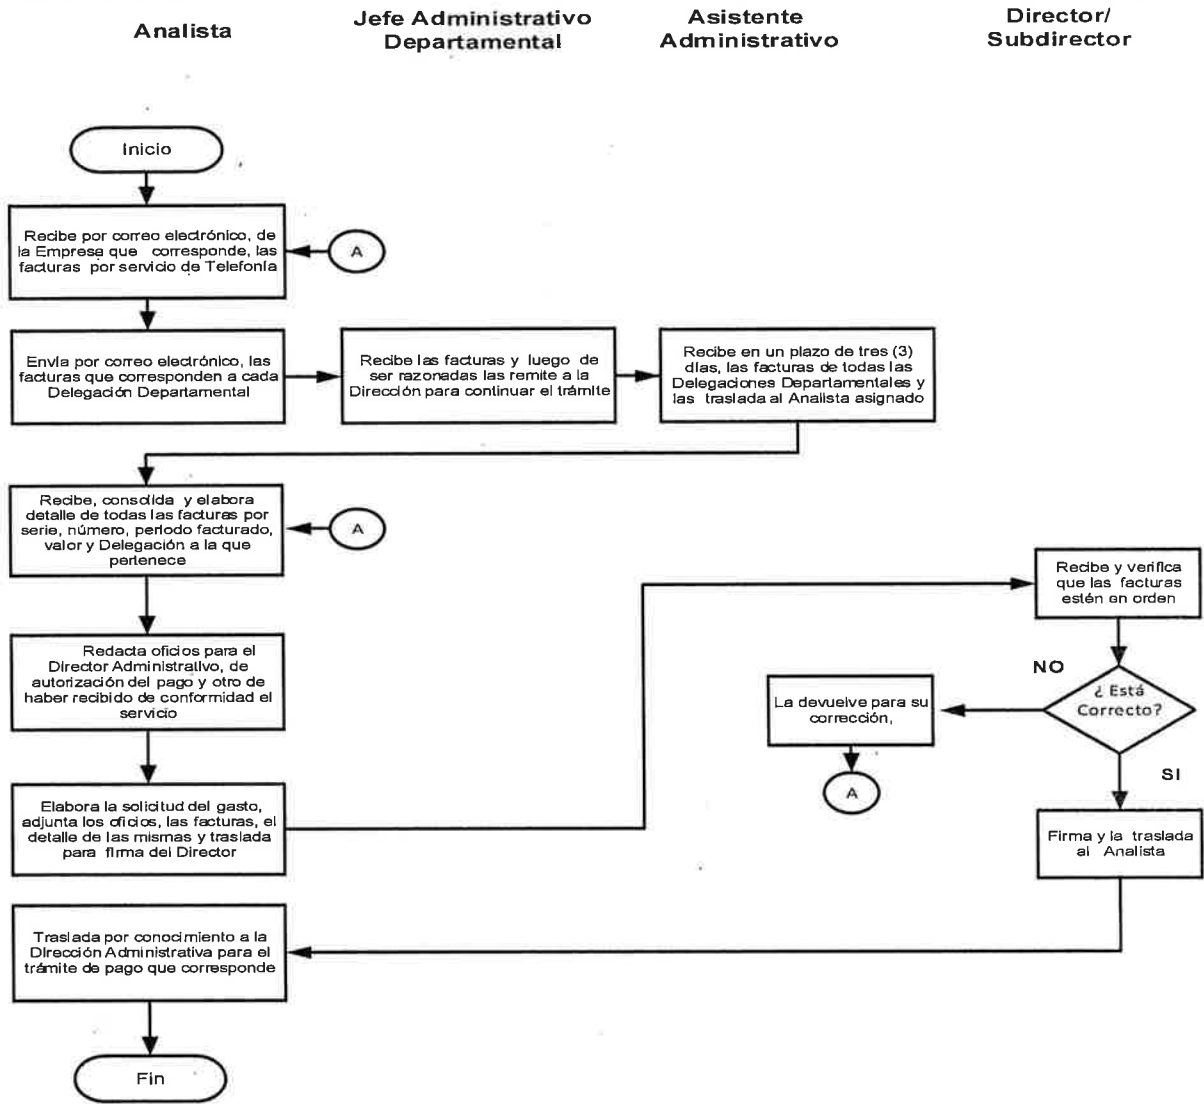 Analista
Jefe Administrativo
Departamental
Asistente
Administrativo
Director/
Subdirector
Inicio
Recibe por correo electrónico, de
la Empresa que corresponde, las
facturas por servicio de Telefonía
A
Envía por correo electrónico, las
facturas que corresponden a cada
Delegación Departamental
Recibe las facturas y luego de
ser razonadas las remite a la
Dirección para continuar el trámite
Recibe en un plazo de tres (3)
días, las facturas de todas las
Delegaciones Departamentales y
las traslada al Analista asignado
Recibe, consolida y elabora
detalle de todas las facturas por
serie, número, período facturado,
valor y Delegación a la que
pertenece
A
Recibe y verifica
que las facturas
estén en orden
Redacta oficios para el
Director Administrativo, de
autorización del pago y otro de
haber recibido de conformidad el
servicio
NO
¿ Está
Correcto?
La devuelve para su
corrección,
A
SI
Elabora la solicitud del gasto,
adjunta los oficios, las facturas, el
detalle de las mismas y traslada
para firma del Director
Firma y la traslada
al Analista
Traslada por conocimiento a la
Dirección Administrativa para el
trámite de pago que corresponde
Fin